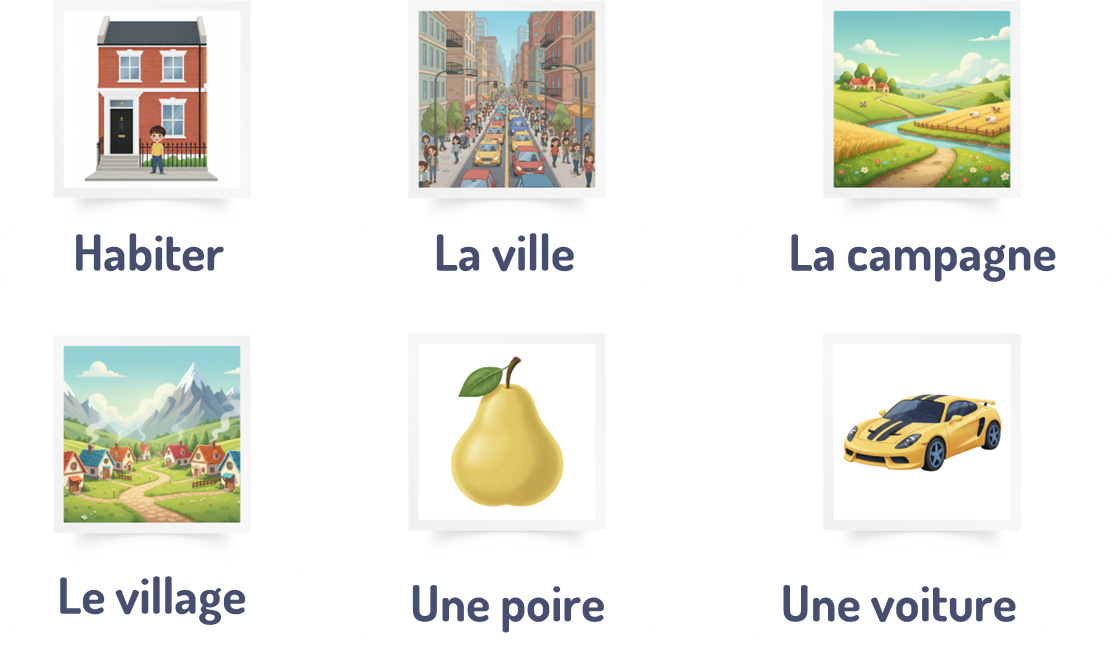 Habiter
La ville
La campagne
Le village
Une poire
Une voiture